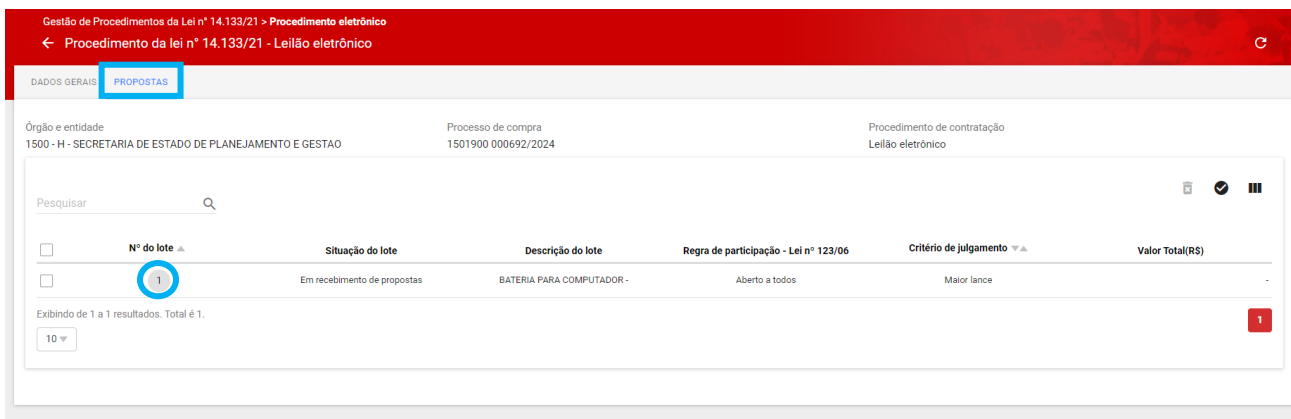 Gestão de Procedimentos da Lei n° 14.133/21 > Procedimento eletrônico
Procedimento da lei n° 14.133/21 - Leilão eletrônico
DADOS GERAIS PROPOSTAS
Órgão e entidade Processo de compra Procedimento de contratação
1500 - H - SECRETARIA DE ESTADO DE PLANEJAMENTO E GESTAO 1501900 000692/2024 Leilão eletrônico
Pesquisar
Nº do lote Situação do lote Descrição do lote Regra de participação - Lei nº 123/06 Critério de julgamento Valor Total(R$)
1 Em recebimento de propostas BATERIA PARA COMPUTADOR - Aberto a todos Maior lance -
Exibindo de 1 a 1 resultados. Total é 1.
1
10